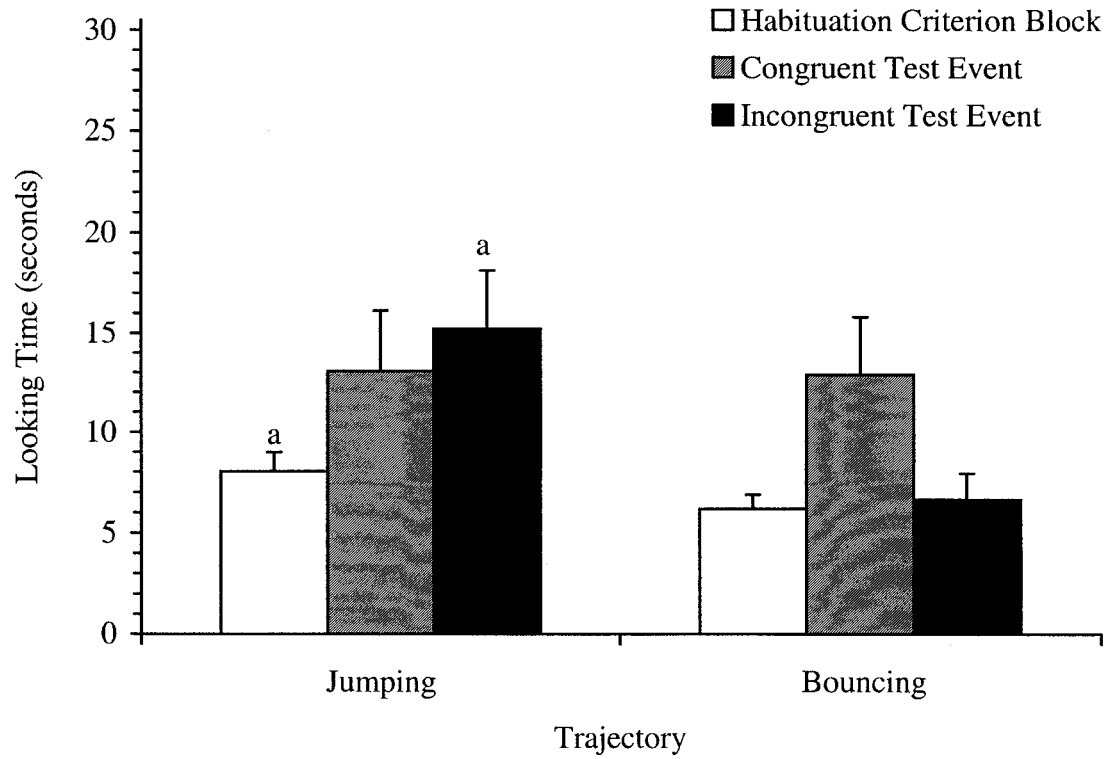 Habituation Criterion Block
Congruent Test Event
Incongruent Test Event
Looking Time (seconds)
30
25
20
15
10
5
0
a
a
Jumping
Bouncing
Trajectory